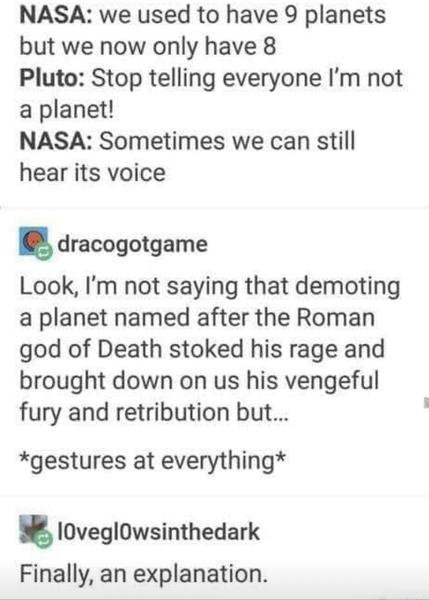 NASA: we used to have 9 planets
but we now only have 8
Pluto: Stop telling everyone I'm not
a planet!
NASA: Sometimes we can still
hear its voice
dracogotgame
Look, I'm not saying that demoting
a planet named after the Roman
god of Death stoked his rage and
brought down on us his vengeful
fury and retribution but...
*gestures at everything*
l0vegl0wsinthedark
Finally, an explanation.